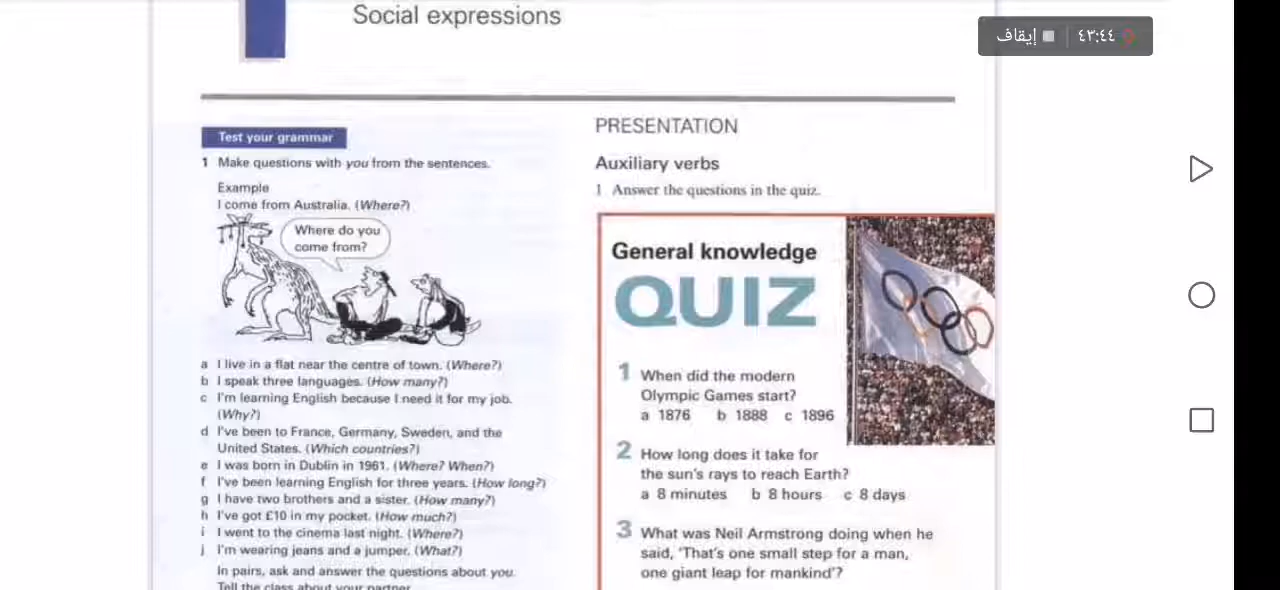 Social expressions
إيقاف
٤٣:٤٤
Test your grammar
1 Make questions with you from the sentences.
Example
I come from Australia. (Where?)
Where do you
come from?
a I live in a flat near the centre of town. (Where?)
b I speak three languages. (How many?)
c I'm learning English because I need it for my job.
(Why?)
d I've been to France, Germany, Sweden, and the
United States. (Which countries?)
e I was born in Dublin in 1961. (Where? When?)
f I've been learning English for three years. (How long?)
g I have two brothers and a sister. (How many?)
h I've got £10 in my pocket. (How much?)
i I went to the cinema last night. (Where?)
j I'm wearing jeans and a jumper. (What?)
In pairs, ask and answer the questions about you.
Tell the class about your partner
PRESENTATION
Auxiliary verbs
1 Answer the questions in the quiz.
General knowledge
QUIZ
1 When did the modern
Olympic Games start?
a 1876 b 1888 c 1896
2 How long does it take for
the sun's rays to reach Earth?
a 8 minutes b 8 hours c 8 days
3 What was Neil Armstrong doing when he
said, 'That's one small step for a man,
one giant leap for mankind'?